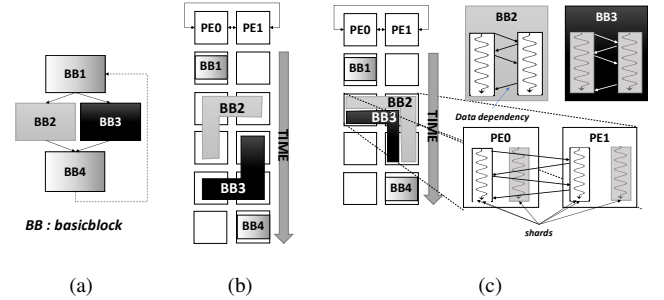 BB1
BB2
BB3
BB4
BB : basicblock
(a)
PE0
PE1
BB1
BB2
BB3
BB4
TIME
(b)
PE0
PE1
BB1
BB2
BB3
BB4
TIME
BB2
BB3
Data dependency
PE0
PE1
shards
(c)